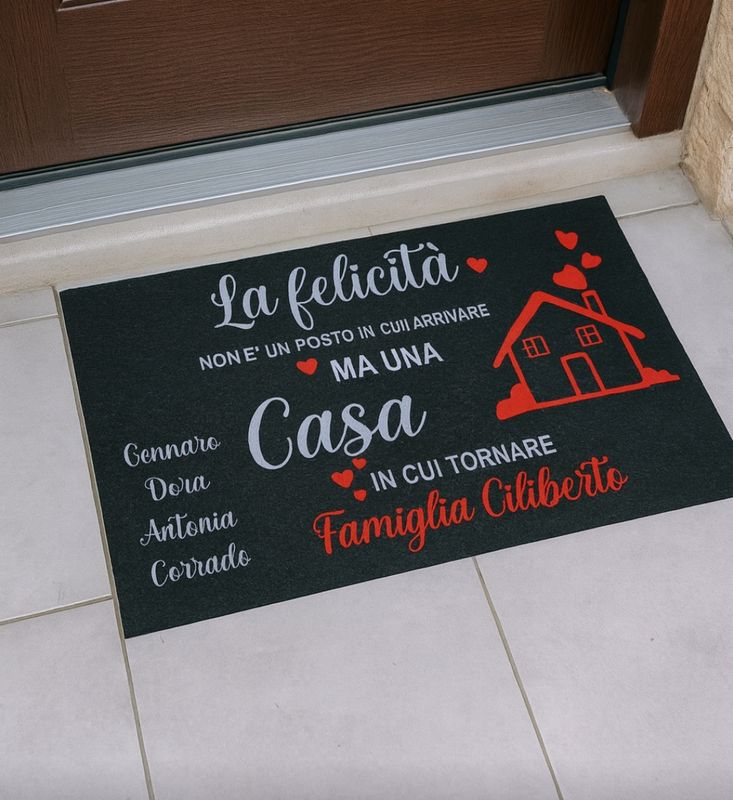 La felicità
NON E' UN POSTO IN CUII ARRIVARE
MA UNA
Casa
IN CUI TORNARE
Famiglia Ciliberto
Gennaro
Dora
Antonia
Corrado